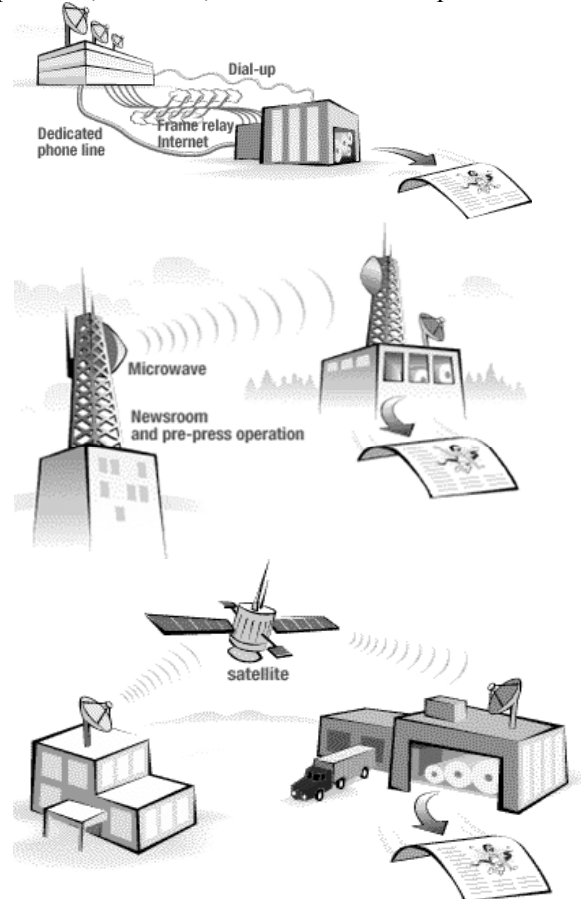 Dial-up
Frame relay
Internet
Dedicated
phone line
Microwave
Newsroom
and pre-press operation
satellite